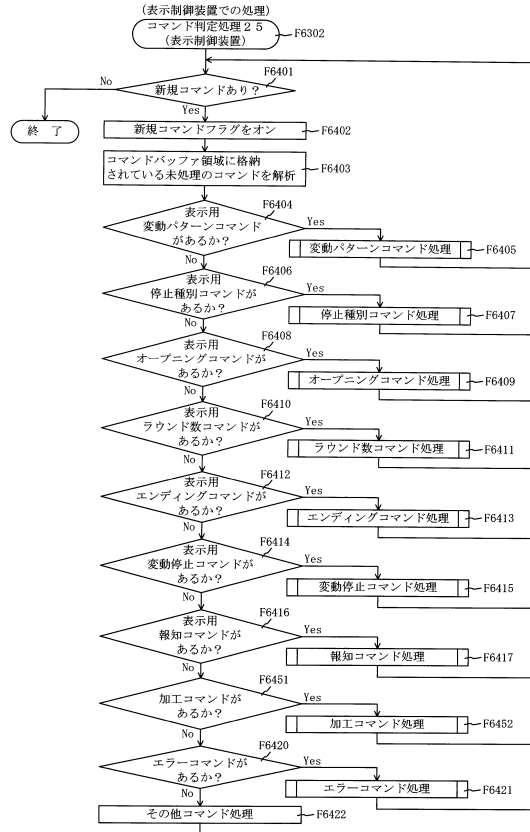 (表示制御装置での処理)
コマンド判定処理25
(表示制御装置)
F6302
F6401
新規コマンドあり？
No
Yes
終 了
新規コマンドフラグをオン
F6402
コマンドバッファ領域に格納
されている未処理のコマンドを解析
F6403
F6404
表示用
変動パターンコマンド
があるか？
Yes
No
変動パターンコマンド処理
F6405
F6406
表示用
停止種別コマンドが
あるか？
Yes
No
停止種別コマンド処理
F6407
F6408
表示用
オープニングコマンドが
あるか？
Yes
No
オープニングコマンド処理
F6409
F6410
表示用
ラウンド数コマンドが
あるか？
Yes
No
ラウンド数コマンド処理
F6411
F6412
表示用
エンディングコマンドが
あるか？
Yes
No
エンディングコマンド処理
F6413
F6414
表示用
変動停止コマンドが
あるか？
Yes
No
変動停止コマンド処理
F6415
F6416
表示用
報知コマンドが
あるか？
Yes
No
報知コマンド処理
F6417
F6451
加工コマンドが
あるか？
Yes
No
加工コマンド処理
F6452
F6420
エラーコマンドが
あるか？
Yes
No
エラーコマンド処理
F6421
その他コマンド処理
F6422